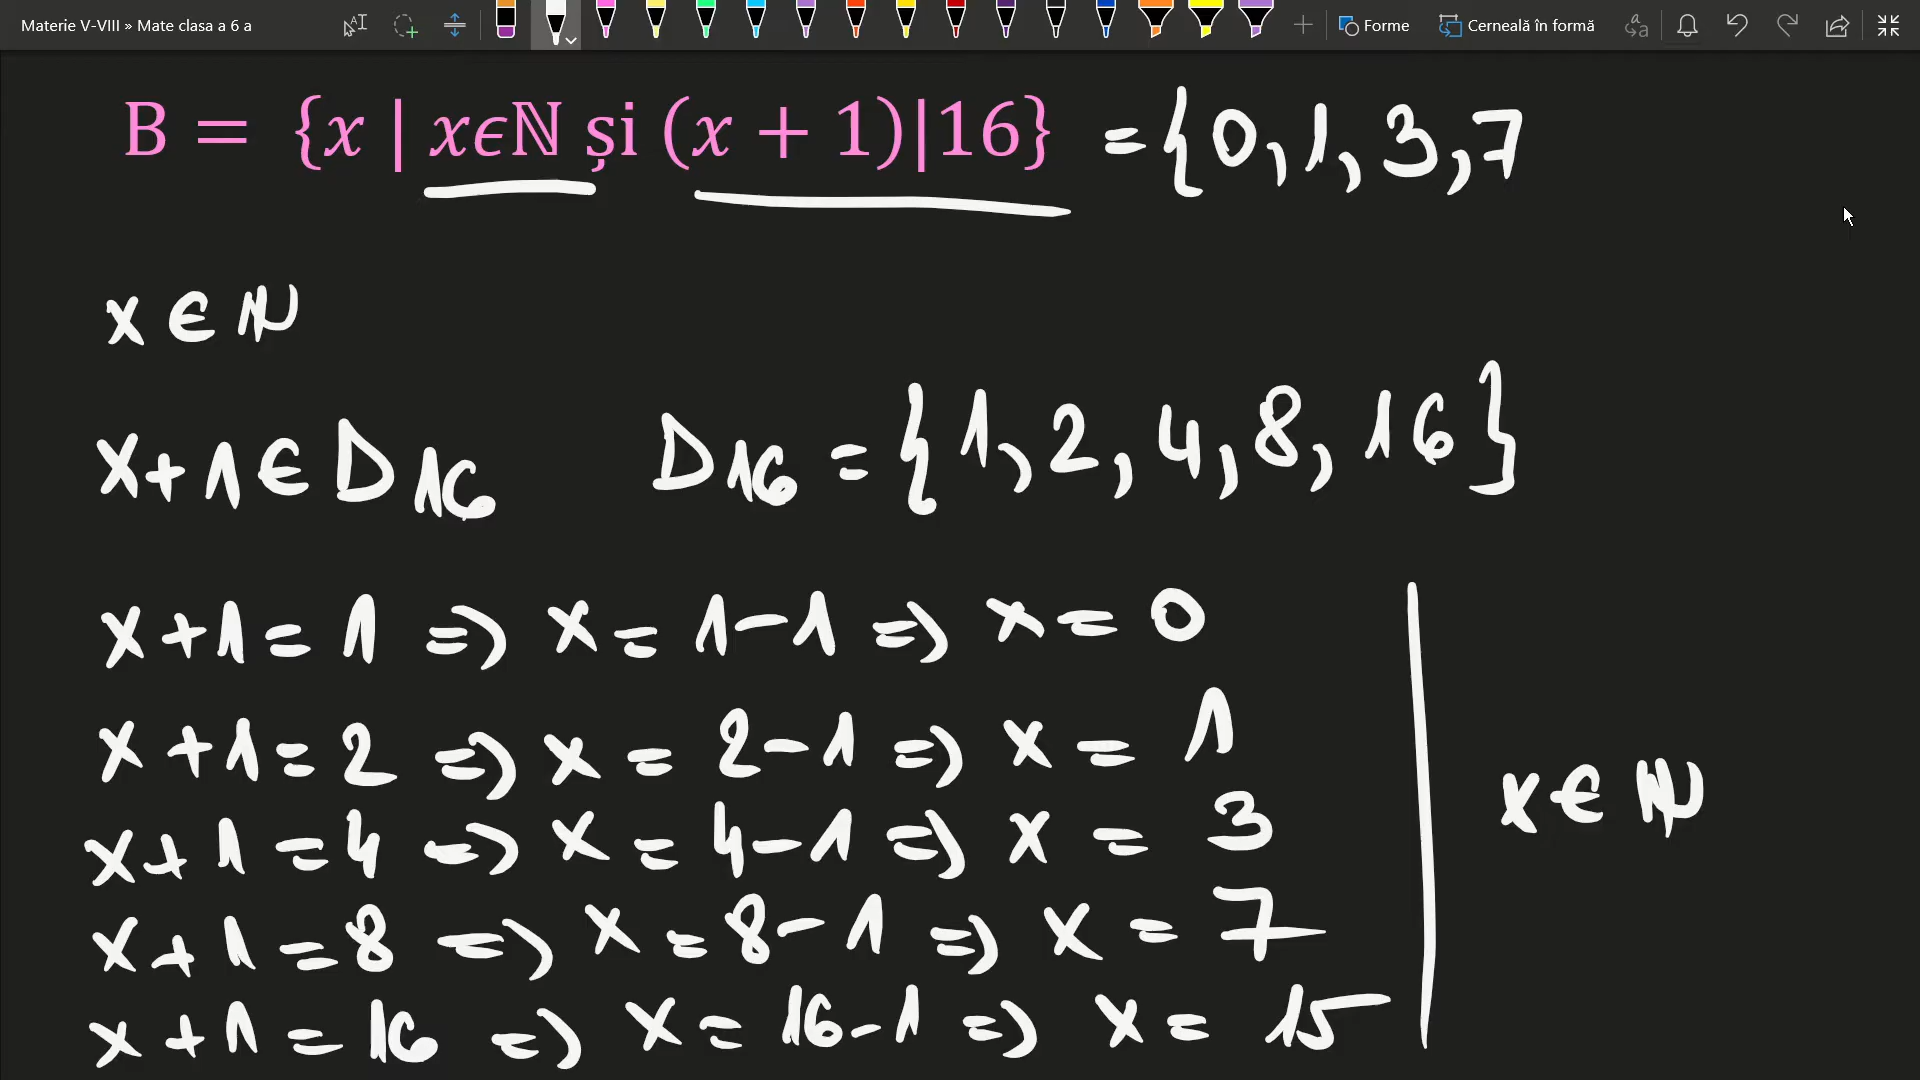 Materie V-VIII » Mate clasa a 6 a
Forme
Cerneală în formă
B = {x | xϵℕ și (x + 1)|16} = {0, 1, 3, 7
x ∈ ℕ
x+1 ∈ D16 D16 = {1, 2, 4, 8, 16}
x+1 = 1 => x = 1-1 => x = 0
x+1 = 2 => x = 2-1 => x = 1
x ∈ ℕ
x+1 = 4 => x = 4-1 => x = 3
x+1 = 8 => x = 8-1 => x = 7
x+1 = 16 => x = 16-1 => x = 15